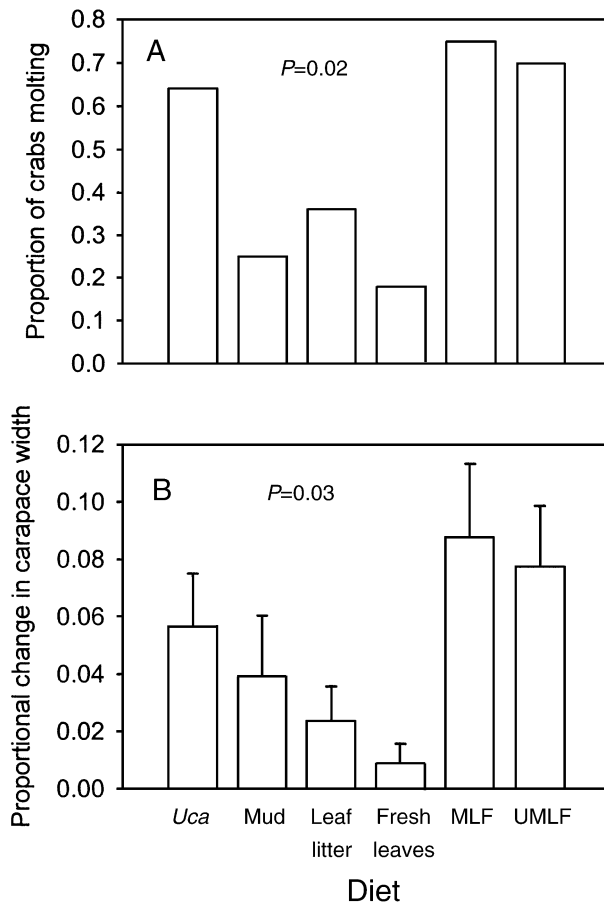 Proportion of crabs molting
0.8
0.7
0.6
0.5
0.4
0.3
0.2
0.1
0.0
A
P=0.02
Proportional change in carapace width
0.12
0.10
0.08
0.06
0.04
0.02
0.00
B
P=0.03
Uca Mud Leaf litter Fresh leaves MLF UMLF
Diet